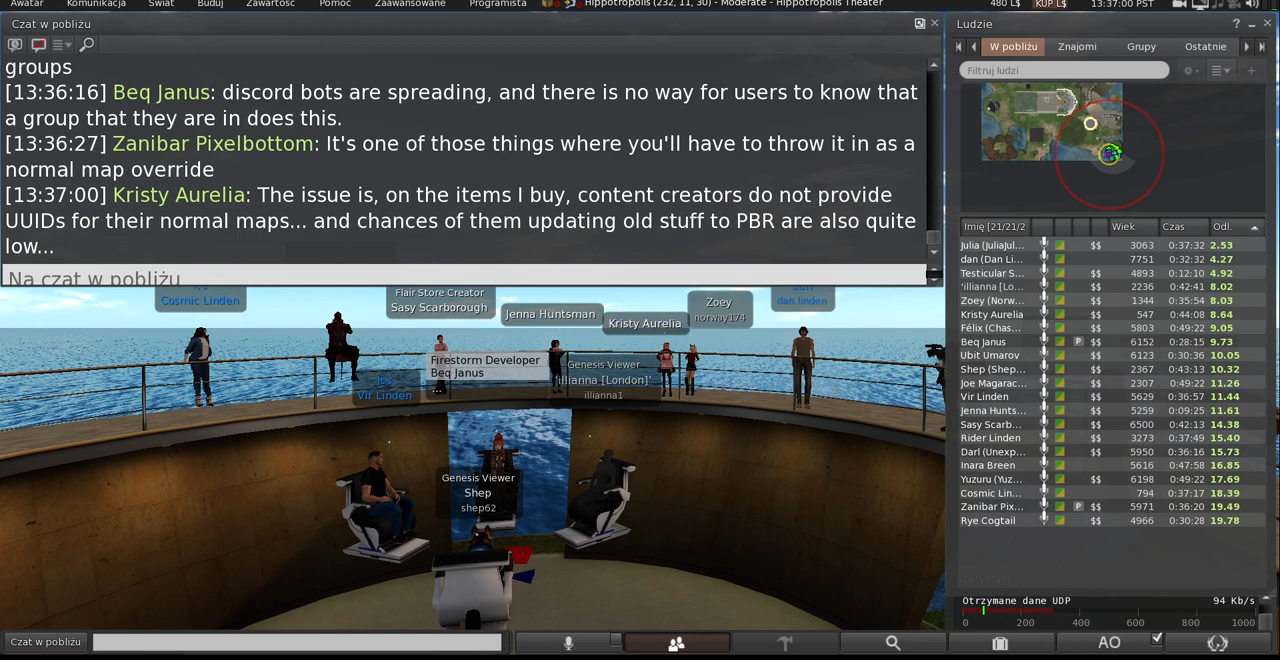 Awatar Komunikacja Świat Buduj Zawartość Pomoc Zaawansowane Programista Hippotropolis (232, 11, 30) - Moderate - Hippotropolis Theater 480 L$ KUP L$ 13:37:00 PST
Czat w pobliżu
groups
[13:36:16] Beq Janus: discord bots are spreading, and there is no way for users to know that
a group that they are in does this.
[13:36:27] Zanibar Pixelbottom: It's one of those things where you'll have to throw it in as a
normal map override
[13:37:00] Kristy Aurelia: The issue is, on the items I buy, content creators do not provide
UUIDs for their normal maps... and chances of them updating old stuff to PBR are also quite
low...
Na czat w pobliżu
Cosmic Linden
Flair Store Creator
Sasy Scarborough
Jenna Huntsman
Kristy Aurelia
Zoey
norway174
dan.linden
Firestorm Developer
Beq Janus
It's
Vir Linden
Genesis Viewer
'illianna [London]'
illianna1
Genesis Viewer
Shep
shep62
Czat w pobliżu
Ludzie
W pobliżu Znajomi Grupy Ostatnie
Filtruj ludzi
Imię [21/21/2 Wiek Czas Odl.
Julia (JuliaJul... $$ 3063 0:37:32 2.53
dan (Dan Li... 7751 0:32:32 4.27
Testicular S... $$ 4893 0:12:10 4.92
'illianna [Lo... $$ 2236 0:42:41 8.02
Zoey (Norw... $$ 1344 0:35:54 8.03
Kristy Aurelia $$ 547 0:44:08 8.64
Félix (Chas... $$ 5803 0:49:22 9.05
Beq Janus P $$ 6152 0:28:15 9.73
Ubit Umarov $$ 6123 0:30:36 10.05
Shep (Shep... $$ 2367 0:43:13 10.32
Joe Magarac... $$ 2307 0:49:22 11.26
Vir Linden $$ 5629 0:36:57 11.44
Jenna Hunts... $$ 5259 0:09:25 11.61
Sasy Scarb... $$ 6500 0:42:13 14.38
Rider Linden $$ 3273 0:37:49 15.40
Darl (Unexp... $$ 5950 0:36:16 15.73
Inara Breen 5616 0:47:58 16.85
Yuzuru (Yuz... $$ 6198 0:49:22 17.69
Cosmic Lin... 794 0:37:17 18.39
Zanibar Pix... P $$ 5971 0:36:20 19.49
Rye Cogtail $$ 4966 0:30:28 19.78
Otrzymane dane UDP 94 Kb/s
0 200 400 600 800 1000
AO